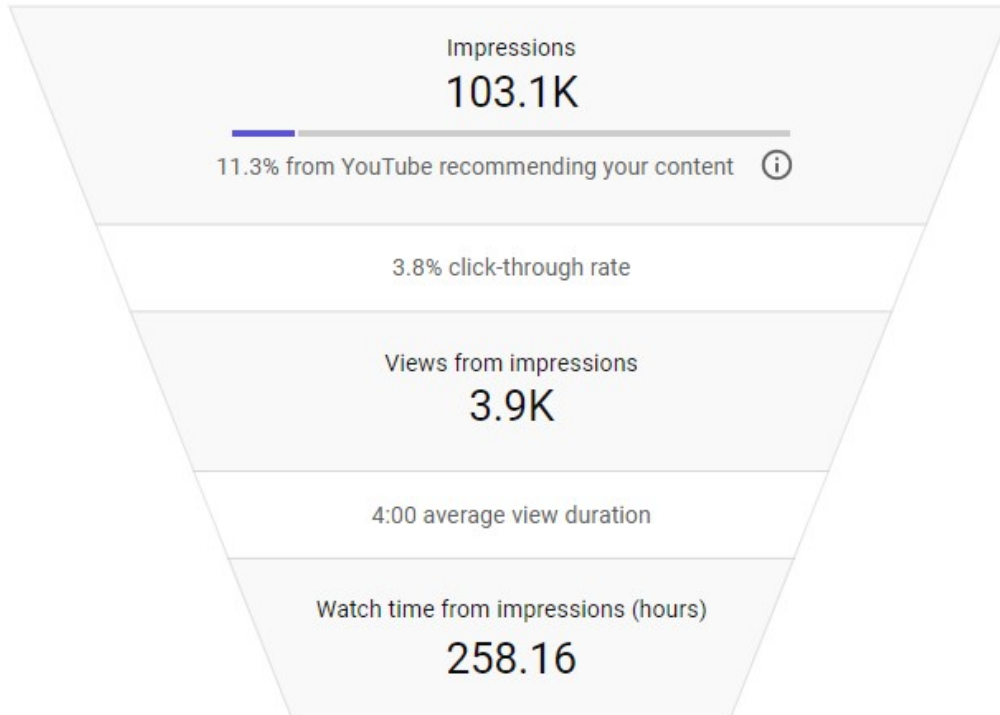 Impressions
103.1K
11.3% from YouTube recommending your content
3.8% click-through rate
Views from impressions
3.9K
4:00 average view duration
Watch time from impressions (hours)
258.16